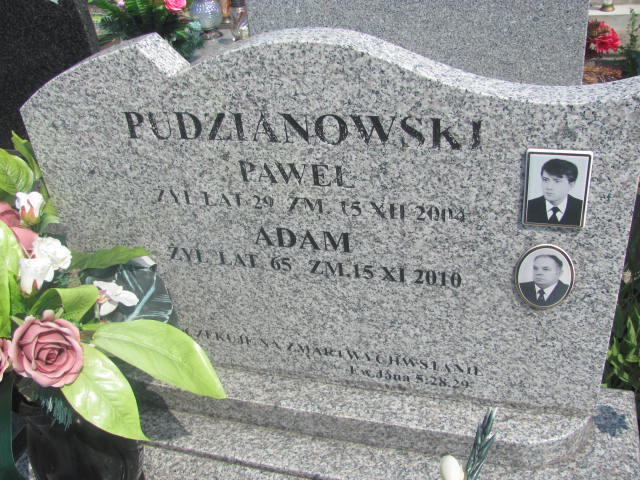 PUDZIANOWSKI
PAWEŁ
ŻYŁ LAT 29 ZM. 15 XII 2004
ADAM
ŻYŁ LAT 65 ZM. 15 XI 2010
NA ZMARTWYCHWSTANIE
Ew. Jana 5:28,29